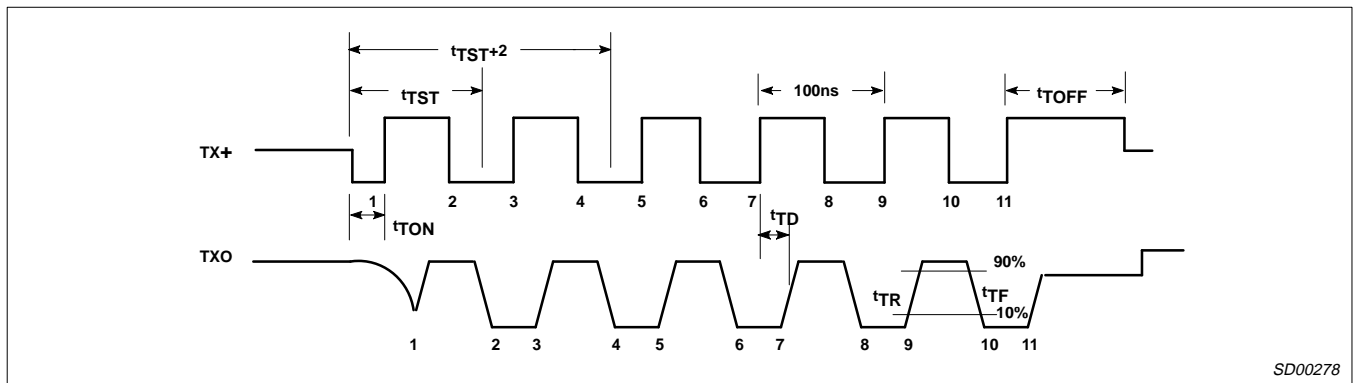 tTST+2
tTST
100ns
tTOFF
TX+
1 2 3 4 5 6 7 8 9 10 11
tTON
tTD
TXO
90%
tTR
tTF
10%
1 2 3 4 5 6 7 8 9 10 11
SD00278